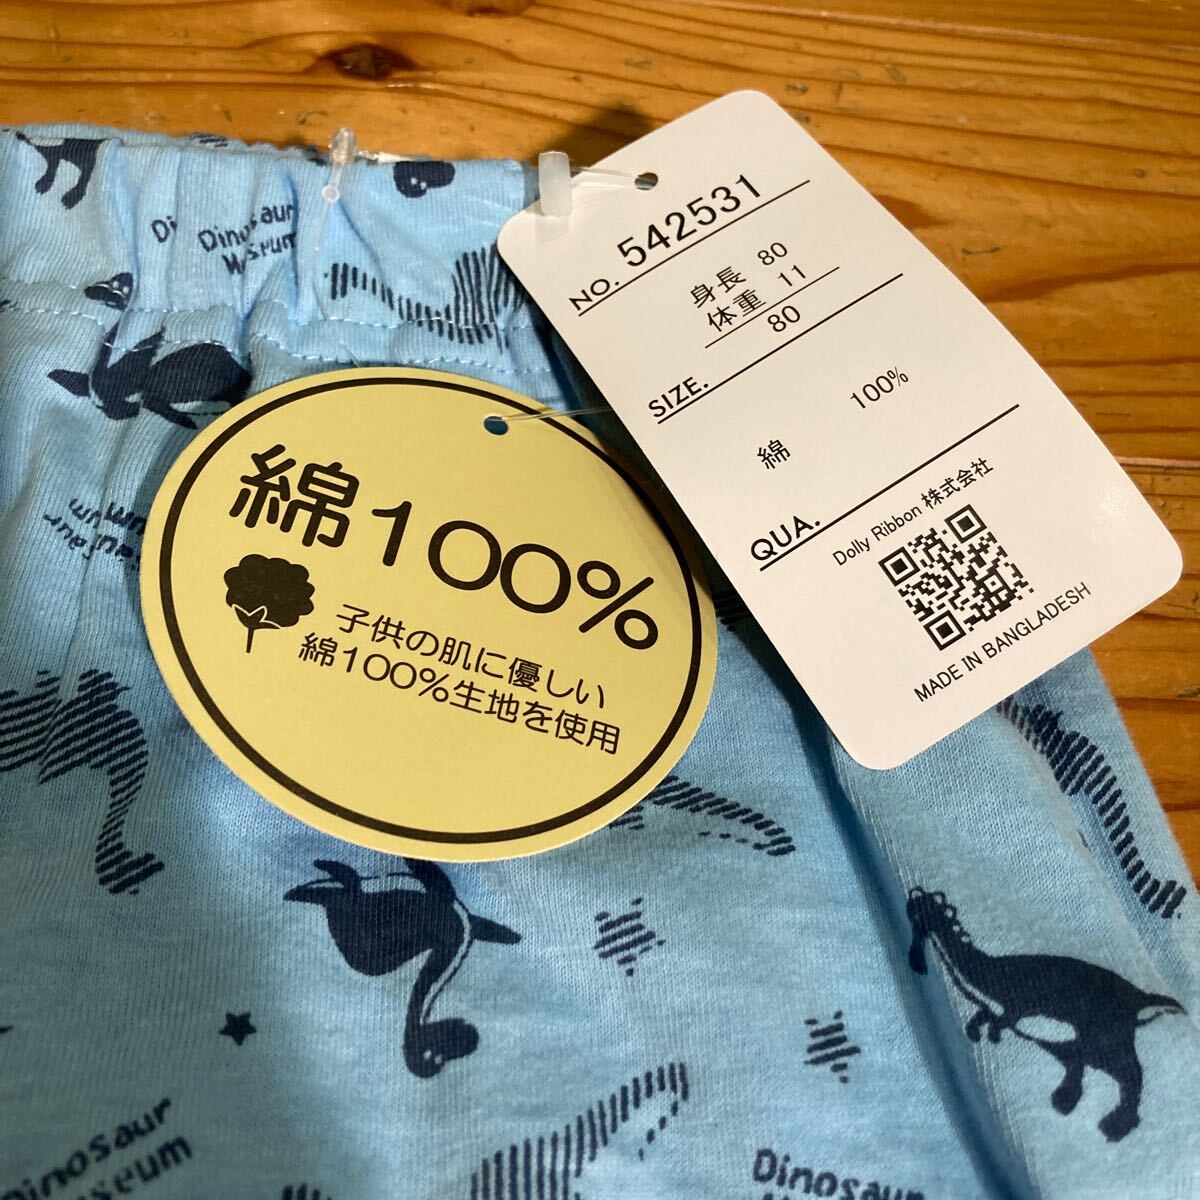 NO. 542531
身長 80
体重 11
SIZE. 80
綿 100%
QUA.
Dolly Ribbon 株式会社
MADE IN BANGLADESH
綿100%
子供の肌に優しい
綿100%生地を使用
Dinosaur
Dinosaur
Dinosaur